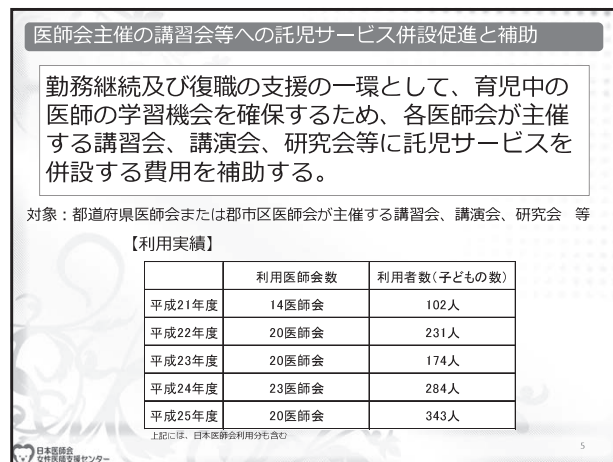 医師会主催の講習会等への託児サービス併設促進と補助
勤務継続及び復職の支援の一環として、育児中の
医師の学習機会を確保するため、各医師会が主催
する講習会、講演会、研究会等に託児サービスを
併設する費用を補助する。
対象：都道府県医師会または郡市区医師会が主催する講習会、講演会、研究会　等
【利用実績】
利用医師会数 利用者数(子どもの数)
平成21年度 14医師会 102人
平成22年度 20医師会 231人
平成23年度 20医師会 174人
平成24年度 23医師会 284人
平成25年度 20医師会 343人
上記には、日本医師会利用分も含む
日本医師会
女性医師支援センター
5